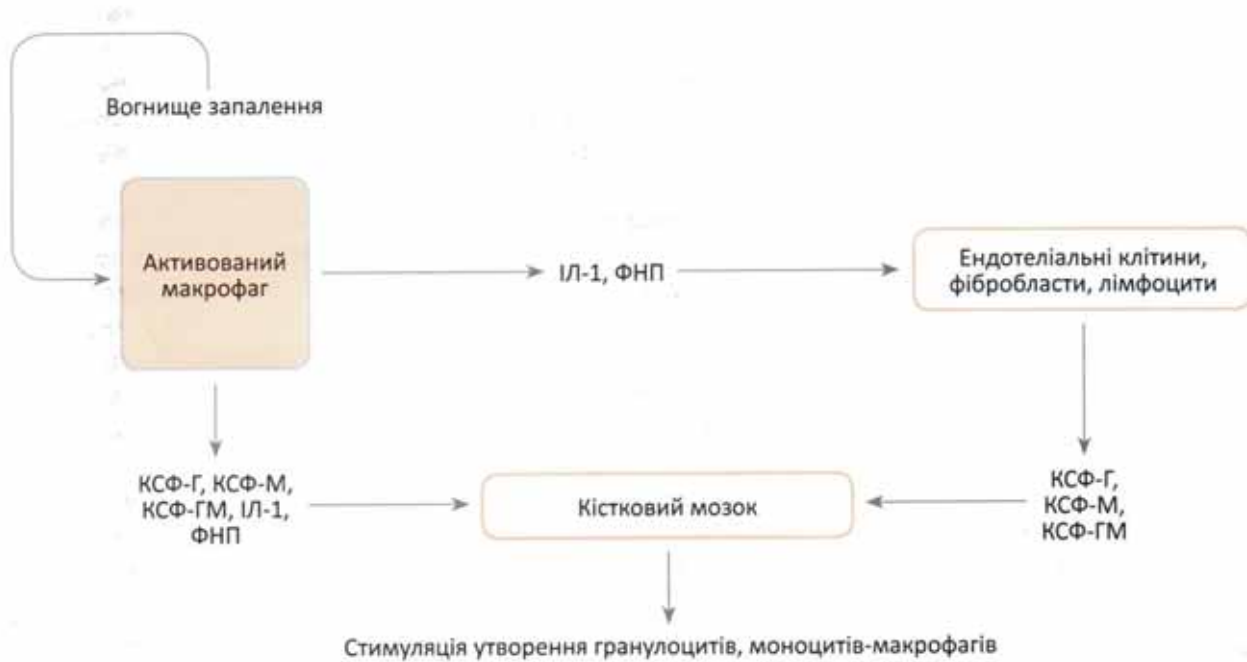 Вогнище запалення
Активований
макрофаг
ІЛ-1, ФНП
Ендотеліальні клітини,
фібробласти, лімфоцити
КСФ-Г, КСФ-М,
КСФ-ГМ, ІЛ-1,
ФНП
Кістковий мозок
КСФ-Г,
КСФ-М,
КСФ-ГМ
Стимуляція утворення гранулоцитів, моноцитів-макрофагів